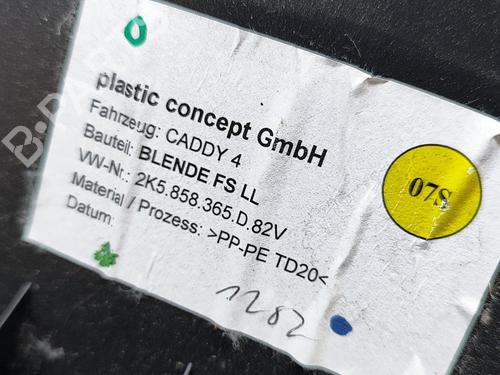 plastic concept GmbH
Fahrzeug: CADDY 4
Bauteil: BLENDE FS LL
VW-Nr.: 2K5.858.365.D.82V
Material / Prozess: >PP-PE TD20<
Datum:
07S
1282